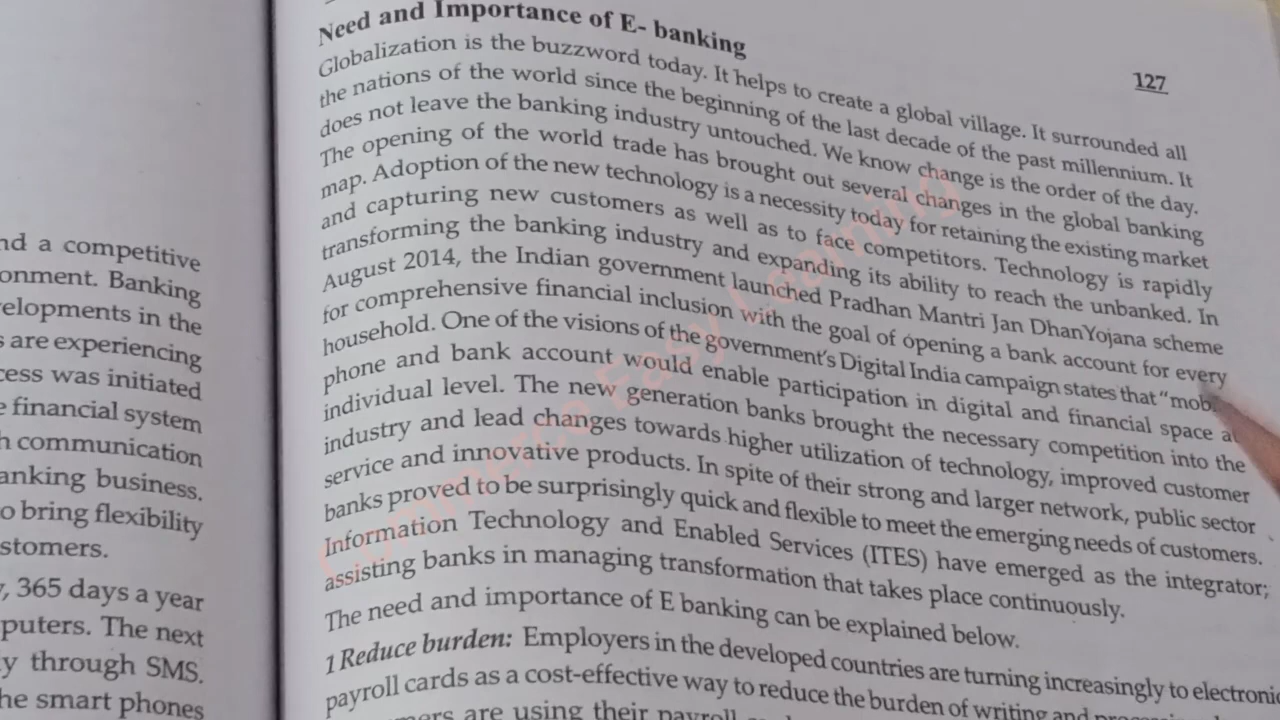 nd a competitive
onment. Banking
elopments in the
s are experiencing
cess was initiated
e financial system
h communication
anking business.
o bring flexibility
stomers.
, 365 days a year
puters. The next
y through SMS.
he smart phones
127
Need and Importance of E- banking
Globalization is the buzzword today. It helps to create a global village. It surrounded all
the nations of the world since the beginning of the last decade of the past millennium. It
does not leave the banking industry untouched. We know change is the order of the day.
The opening of the world trade has brought out several changes in the global banking
map. Adoption of the new technology is a necessity today for retaining the existing market
and capturing new customers as well as to face competitors. Technology is rapidly
transforming the banking industry and expanding its ability to reach the unbanked. In
August 2014, the Indian government launched Pradhan Mantri Jan DhanYojana scheme
for comprehensive financial inclusion with the goal of opening a bank account for every
household. One of the visions of the government's Digital India campaign states that "mob
phone and bank account would enable participation in digital and financial space at
individual level. The new generation banks brought the necessary competition into the
industry and lead changes towards higher utilization of technology, improved customer
service and innovative products. In spite of their strong and larger network, public sector
banks proved to be surprisingly quick and flexible to meet the emerging needs of customers.
Information Technology and Enabled Services (ITES) have emerged as the integrator;
assisting banks in managing transformation that takes place continuously.
The need and importance of E banking can be explained below.
1 Reduce burden: Employers in the developed countries are turning increasingly to electronic
payroll cards as a cost-effective way to reduce the burden of writing and
are using their payroll
Commerce Easy Learning